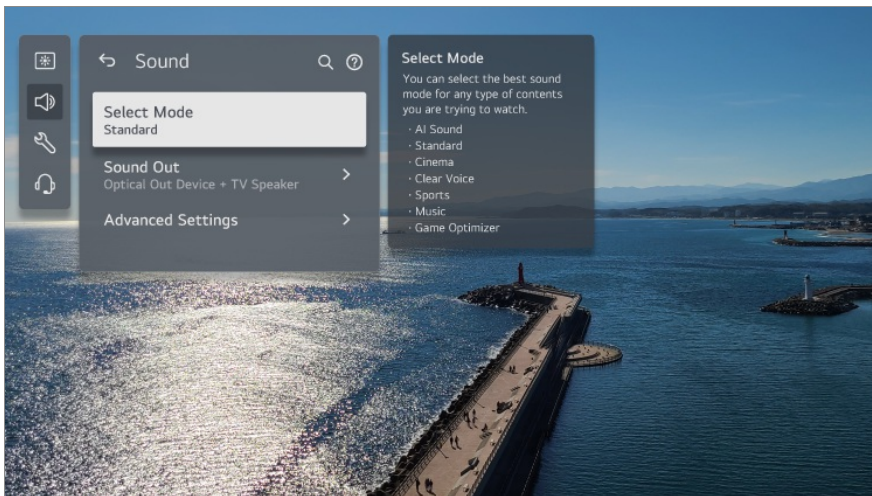 Sound
Select Mode
Standard
Sound Out
Optical Out Device + TV Speaker
Advanced Settings
Select Mode
You can select the best sound
mode for any type of contents
you are trying to watch.
· AI Sound
· Standard
· Cinema
· Clear Voice
· Sports
· Music
· Game Optimizer